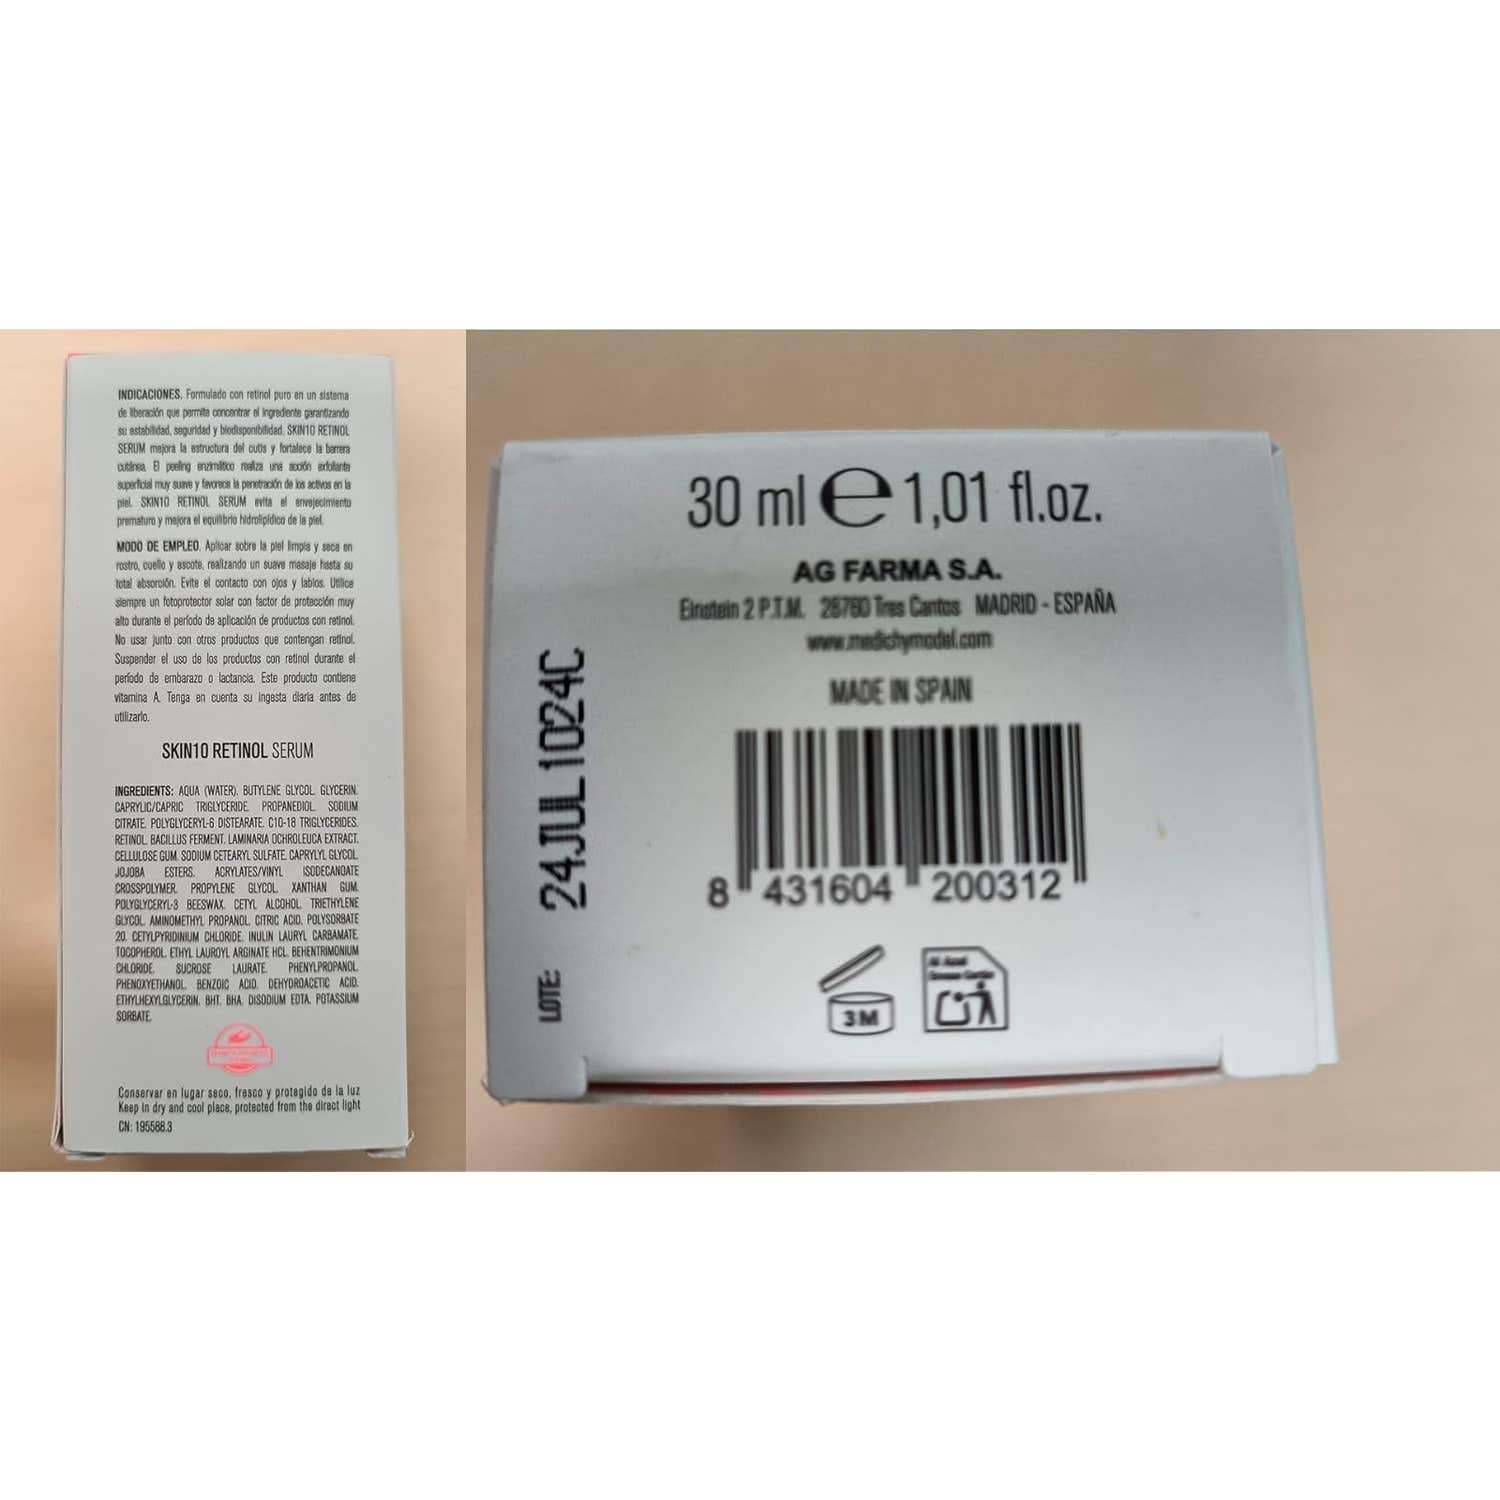 INDICACIONES. Formulado con retinol puro en un sistema
de liberación que permite concentrar el ingrediente garantizando
su estabilidad, seguridad y biodisponibilidad. SKIN10 RETINOL
SERUM mejora la estructura del cutis y fortalece la barrera
cutánea. El peeling enzimático realiza una acción exfoliante
superficial muy suave y favorece la penetración de los activos en la
piel. SKIN10 RETINOL SERUM evita el envejecimiento
prematuro y mejora el equilibrio hidrolipídico de la piel.
MODO DE EMPLEO. Aplicar sobre la piel limpia y seca en
rostro, cuello y escote, realizando un suave masaje hasta su
total absorción. Evite el contacto con ojos y labios. Utilice
siempre un fotoprotector solar con factor de protección muy
alto durante el período de aplicación de productos con retinol.
No usar junto con otros productos que contengan retinol.
Suspender el uso de los productos con retinol durante el
período de embarazo o lactancia. Este producto contiene
vitamina A. Tenga en cuenta su ingesta diaria antes de
utilizarlo.
SKIN10 RETINOL SERUM
INGREDIENTS: AQUA (WATER). BUTYLENE GLYCOL. GLYCERIN.
CAPRYLIC/CAPRIC TRIGLYCERIDE. PROPANEDIOL. SODIUM
CITRATE. POLYGLYCERYL-6 DISTEARATE. C10-18 TRIGLYCERIDES.
RETINOL. BACILLUS FERMENT. LAMINARIA OCHROLEUCA EXTRACT.
CELLULOSE GUM. SODIUM CETEARYL SULFATE. CAPRYLYL GLYCOL.
JOJOBA ESTERS. ACRYLATES/VINYL ISODECANOATE
CROSSPOLYMER. PROPYLENE GLYCOL. XANTHAN GUM.
POLYGLYCERYL-3 BEESWAX. CETYL ALCOHOL. TRIETHYLENE
GLYCOL. AMINOMETHYL PROPANOL. CITRIC ACID. POLYSORBATE
20. CETYLPYRIDINIUM CHLORIDE. INULIN LAURYL CARBAMATE.
TOCOPHEROL. ETHYL LAUROYL ARGINATE HCL. BEHENTRIMONIUM
CHLORIDE. SUCROSE LAURATE. PHENYLPROPANOL.
PHENOXYETHANOL. BENZOIC ACID. DEHYDROACETIC ACID.
ETHYLHEXYLGLYCERIN. BHT. BHA. DISODIUM EDTA. POTASSIUM
SORBATE.
Conservar en lugar seco, fresco y protegido de la luz
Keep in dry and cool place, protected from the direct light
CN: 195588.3
30 ml e 1,01 fl.oz.
AG FARMA S.A.
Einstein 2 P.T.M. 28760 Tres Cantos MADRID - ESPAÑA
www.medichymodel.com
MADE IN SPAIN
8 431604 200312
LOTE: 24JUL1024C
3M